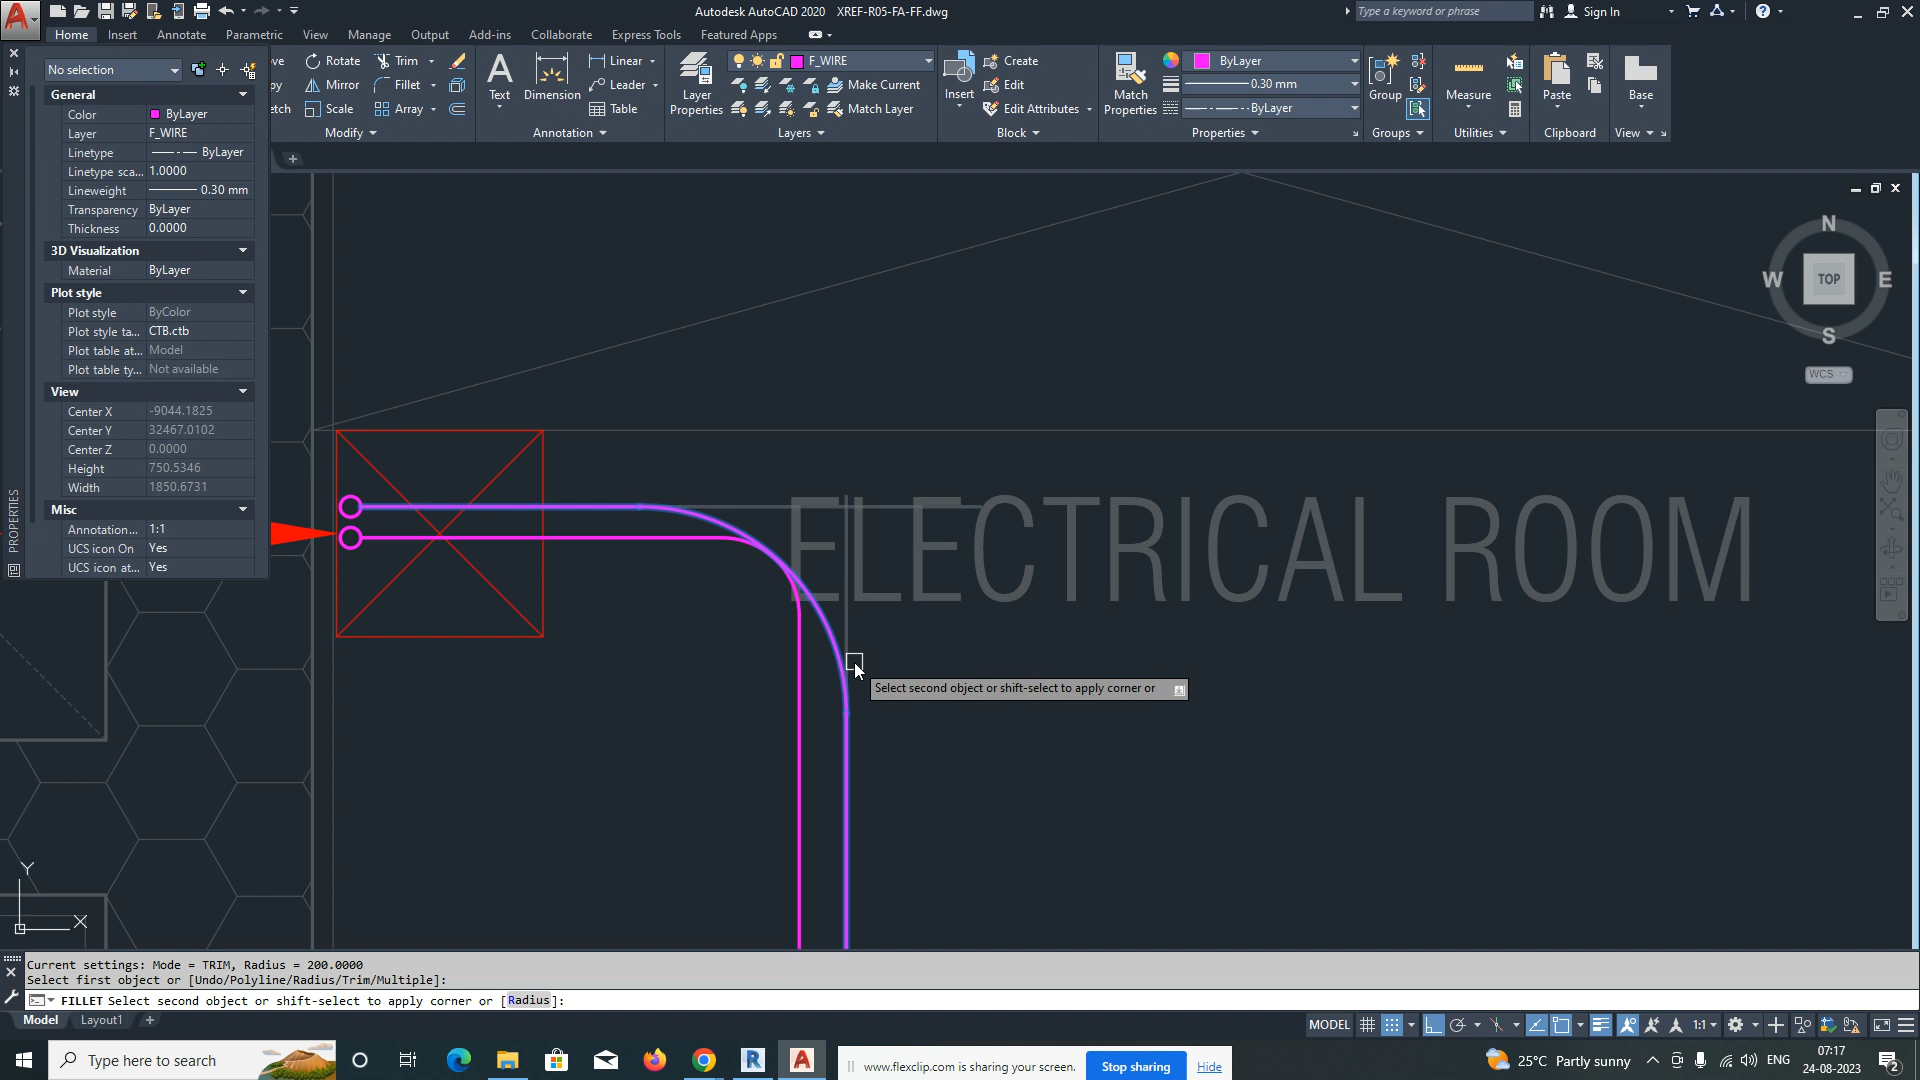 Autodesk AutoCAD 2020 XREF-R05-FA-FF.dwg
Type a keyword or phrase
Sign In
Home Insert Annotate Parametric View Manage Output Add-ins Collaborate Express Tools Featured Apps
No selection
Rotate Trim
Mirror Fillet
Scale Array
Modify
Text
Dimension
Linear
Leader
Table
Annotation
Layer
Properties
F_WIRE
Make Current
Match Layer
Layers
Insert
Create
Edit
Edit Attributes
Block
Match
Properties
ByLayer
0.30 mm
ByLayer
Properties
Group
Groups
Measure
Utilities
Paste
Clipboard
Base
View
General
Color ByLayer
Layer F_WIRE
Linetype ByLayer
Linetype sca... 1.0000
Lineweight 0.30 mm
Transparency ByLayer
Thickness 0.0000
3D Visualization
Material ByLayer
Plot style
Plot style ByColor
Plot style ta... CTB.ctb
Plot table at... Model
Plot table ty... Not available
View
Center X -9044.1825
Center Y 32467.0102
Center Z 0.0000
Height 750.5346
Width 1850.6731
Misc
Annotation... 1:1
UCS icon On Yes
UCS icon at... Yes
PROPERTIES
N
W TOP E
S
WCS
ELECTRICAL ROOM
Select second object or shift-select to apply corner or
Y
X
Current settings: Mode = TRIM, Radius = 200.0000
Select first object or [Undo/Polyline/Radius/Trim/Multiple]:
FILLET Select second object or shift-select to apply corner or [Radius]:
Model Layout1
MODEL 1:1
Type here to search
www.flexclip.com is sharing your screen. Stop sharing Hide
25°C Partly sunny ENG
07:17
24-08-2023
2